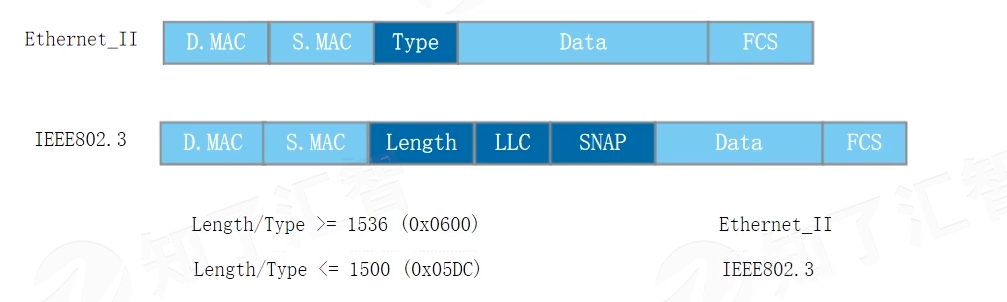 Ethernet_II D.MAC S.MAC Type Data FCS
IEEE802.3 D.MAC S.MAC Length LLC SNAP Data FCS
Length/Type >= 1536 (0x0600) Ethernet_II
Length/Type <= 1500 (0x05DC) IEEE802.3
知了汇智
知了汇智